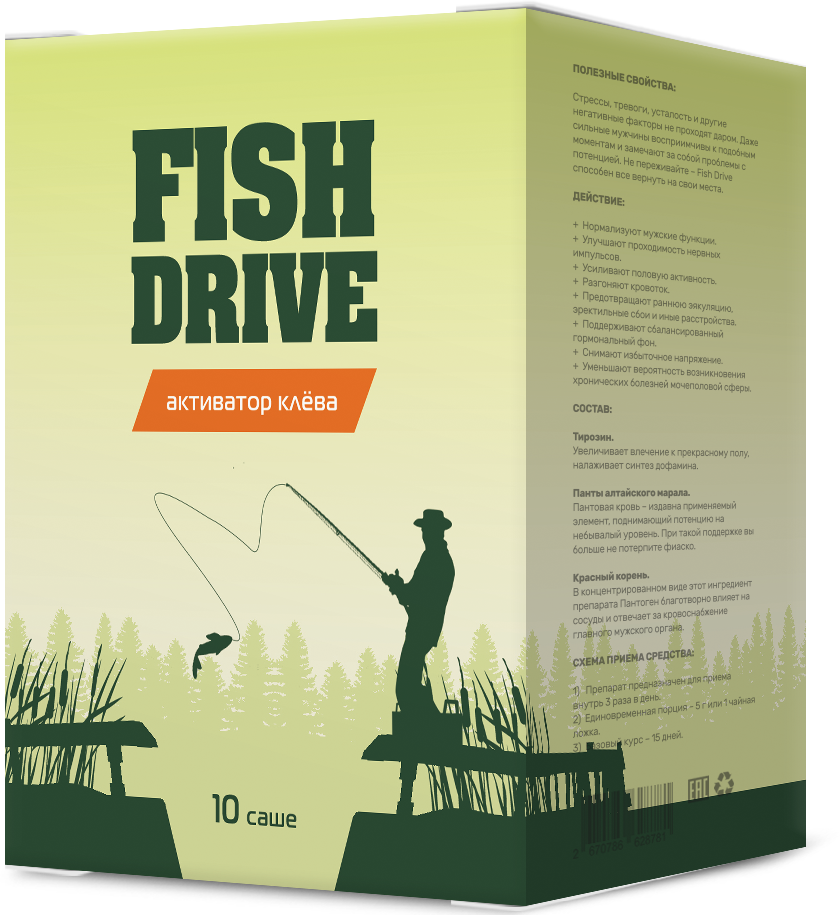 FISH
DRIVE
активатор клёва
10 саше
ПОЛЕЗНЫЕ СВОЙСТВА:
Стрессы, тревоги, усталость и другие
негативные факторы не проходят даром. Даже
сильные мужчины восприимчивы к подобным
моментам и замечают за собой проблемы с
потенцией. Не переживайте – Fish Drive
способен все вернуть на свои места.
ДЕЙСТВИЕ:
+ Нормализуют мужские функции.
+ Улучшают проходимость нервных
импульсов.
+ Усиливают половую активность.
+ Разгоняют кровоток.
+ Предотвращают раннюю эякуляцию,
эректильные сбои и иные расстройства.
+ Поддерживают сбалансированный
гормональный фон.
+ Снимают избыточное напряжение.
+ Уменьшают вероятность возникновения
хронических болезней мочеполовой сферы.
СОСТАВ:
Тирозин.
Увеличивает влечение к прекрасному полу,
налаживает синтез дофамина.
Панты алтайского марала.
Пантовая кровь – издавна применяемый
элемент, поднимающий потенцию на
небывалый уровень. При такой поддержке вы
больше не потерпите фиаско.
Красный корень.
В концентрированном виде этот ингредиент
препарата Пантоген благотворно влияет на
сосуды и отвечает за кровоснабжение
главного мужского органа.
СХЕМА ПРИЕМА СРЕДСТВА:
1) Препарат предназначен для приема
внутрь 3 раза в день.
2) Единовременная порция – 5 г или 1 чайная
ложка.
3) курс – 15 дней.
EAC